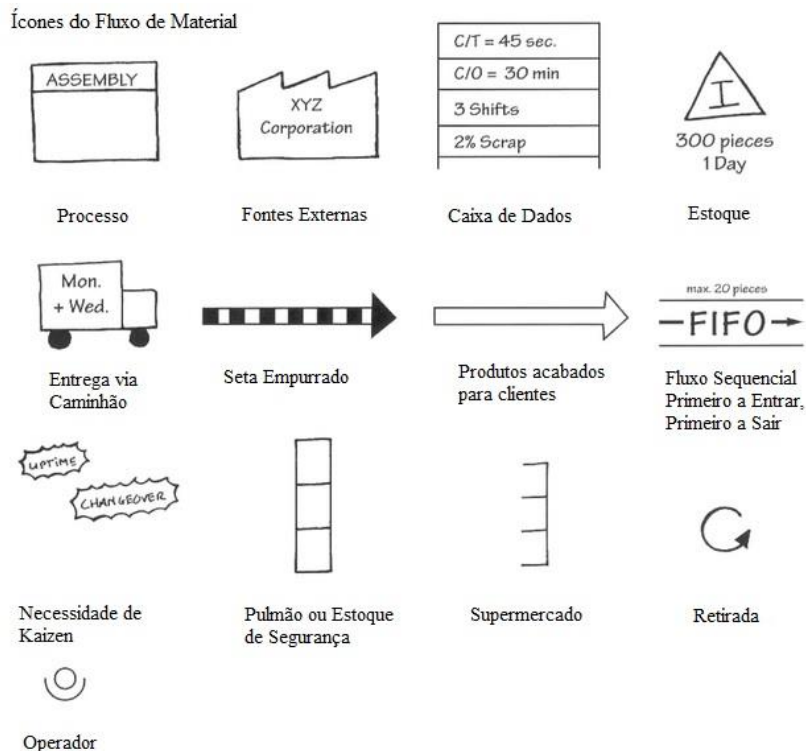 Ícones do Fluxo de Material
ASSEMBLY
XYZ
Corporation
C/T = 45 sec.
C/O = 30 min
3 Shifts
2% Scrap
I
300 pieces
1 Day
Processo
Fontes Externas
Caixa de Dados
Estoque
Mon.
+ Wed.
max. 20 pieces
FIFO
Entrega via
Caminhão
Seta Empurrado
Produtos acabados
para clientes
Fluxo Sequencial
Primeiro a Entrar,
Primeiro a Sair
UPTIME
CHANGEOVER
Necessidade de
Kaizen
Pulmão ou Estoque
de Segurança
Supermercado
Retirada
Operador